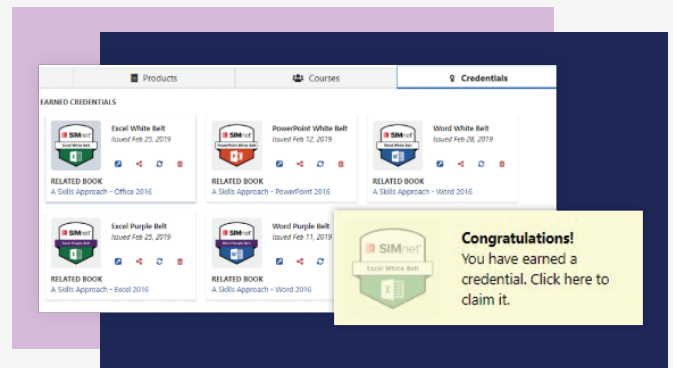 Products
Courses
Credentials
EARNED CREDENTIALS
SIMnet
Excel White Belt
Excel White Belt
Issued Feb 25, 2019
RELATED BOOK
A Skills Approach - Office 2016
SIMnet
PowerPoint White Belt
PowerPoint White Belt
Issued Feb 12, 2019
RELATED BOOK
A Skills Approach - PowerPoint 2016
SIMnet
Word White Belt
Word White Belt
Issued Feb 28, 2019
RELATED BOOK
A Skills Approach - Word 2016
SIMnet
Excel Purple Belt
Excel Purple Belt
Issued Feb 25, 2019
RELATED BOOK
A Skills Approach - Excel 2016
SIMnet
Word Purple Belt
Word Purple Belt
Issued Feb 11, 2019
RELATED BOOK
A Skills Approach - Word 2016
SIMnet
Excel White Belt
X
Congratulations!
You have earned a
credential. Click here to
claim it.